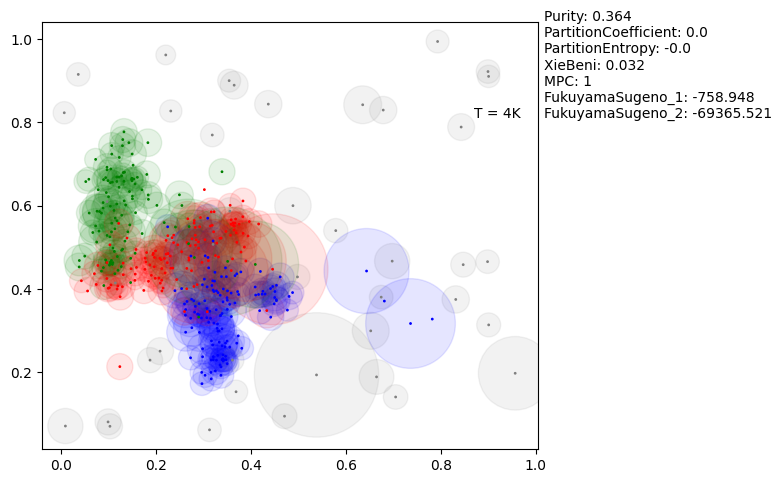 Purity: 0.364
PartitionCoefficient: 0.0
PartitionEntropy: -0.0
XieBeni: 0.032
MPC: 1
FukuyamaSugeno_1: -758.948
FukuyamaSugeno_2: -69365.521
T = 4K
1.0
0.8
0.6
0.4
0.2
0.0
0.2
0.4
0.6
0.8
1.0